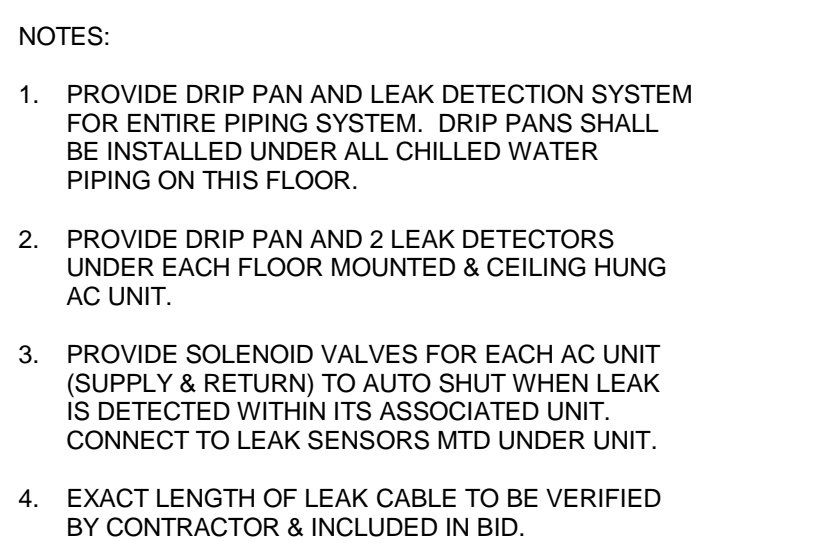 NOTES:
1. PROVIDE DRIP PAN AND LEAK DETECTION SYSTEM
FOR ENTIRE PIPING SYSTEM. DRIP PANS SHALL
BE INSTALLED UNDER ALL CHILLED WATER
PIPING ON THIS FLOOR.
2. PROVIDE DRIP PAN AND 2 LEAK DETECTORS
UNDER EACH FLOOR MOUNTED & CEILING HUNG
AC UNIT.
3. PROVIDE SOLENOID VALVES FOR EACH AC UNIT
(SUPPLY & RETURN) TO AUTO SHUT WHEN LEAK
IS DETECTED WITHIN ITS ASSOCIATED UNIT.
CONNECT TO LEAK SENSORS MTD UNDER UNIT.
4. EXACT LENGTH OF LEAK CABLE TO BE VERIFIED
BY CONTRACTOR & INCLUDED IN BID.